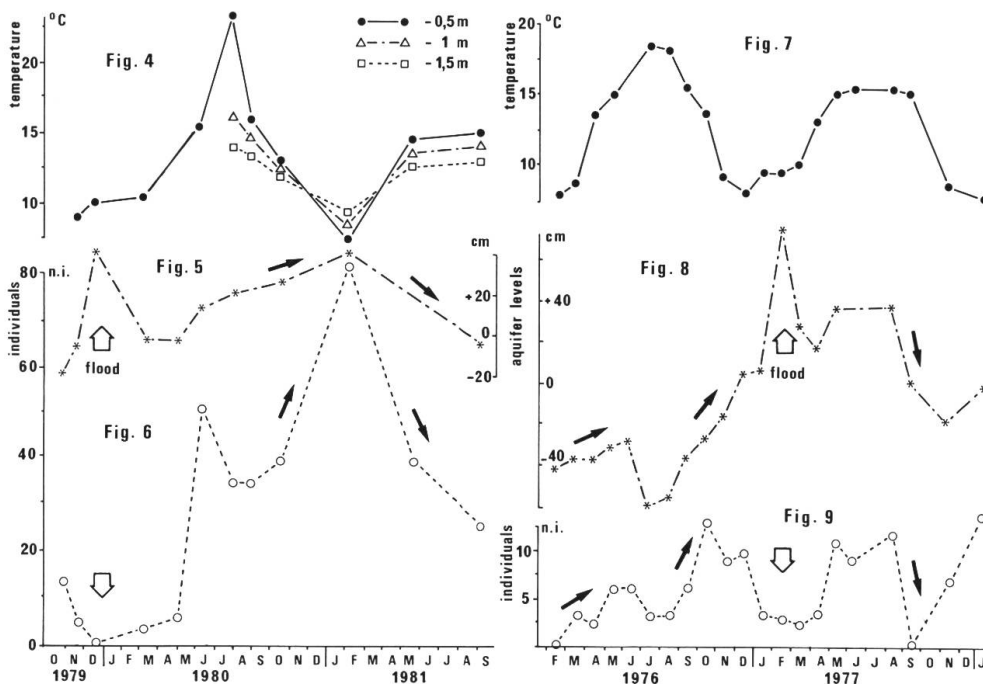 °C
temperature
20
15
10
Fig. 4
- 0,5 m
- 1 m
- 1,5 m
°C
temperature
20
15
10
Fig. 7
n.i.
individuals
80
60
40
20
0
Fig. 5
flood
cm
+20
0
-20
aquifer levels
Fig. 6
cm
+40
0
-40
Fig. 8
flood
n.i.
individuals
10
5
Fig. 9
O N D J F M A M J J A S O N D J F M A M J J A S
1979 1980 1981
F M A M J J A S O N D J F M A M J J A S O N D J
1976 1977